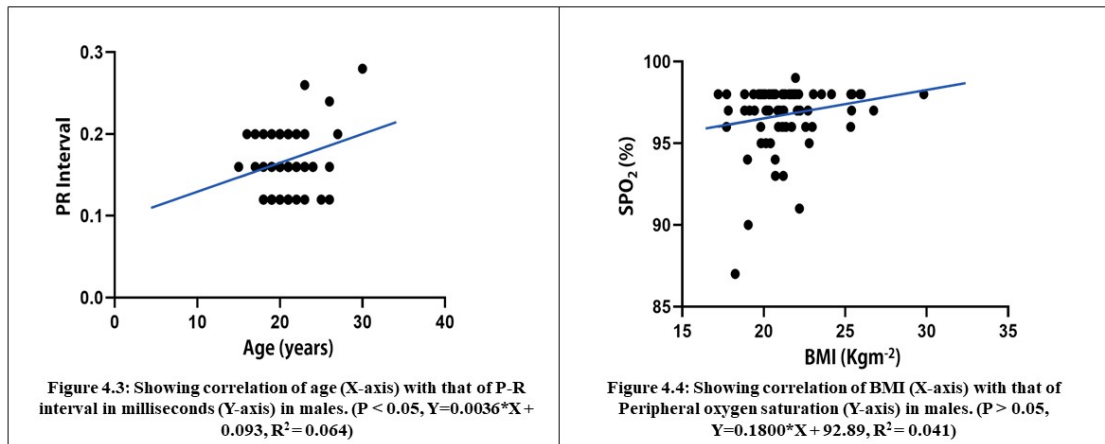 0.3
0.2
0.1
0.0
PR Interval
0 10 20 30 40
Age (years)
Figure 4.3: Showing correlation of age (X-axis) with that of P-R
interval in milliseconds (Y-axis) in males. (P < 0.05, Y=0.0036*X +
0.093, R² = 0.064)
100
95
90
85
SPO₂ (%)
15 20 25 30 35
BMI (Kgm⁻²)
Figure 4.4: Showing correlation of BMI (X-axis) with that of
Peripheral oxygen saturation (Y-axis) in males. (P > 0.05,
Y=0.1800*X + 92.89, R² = 0.041)